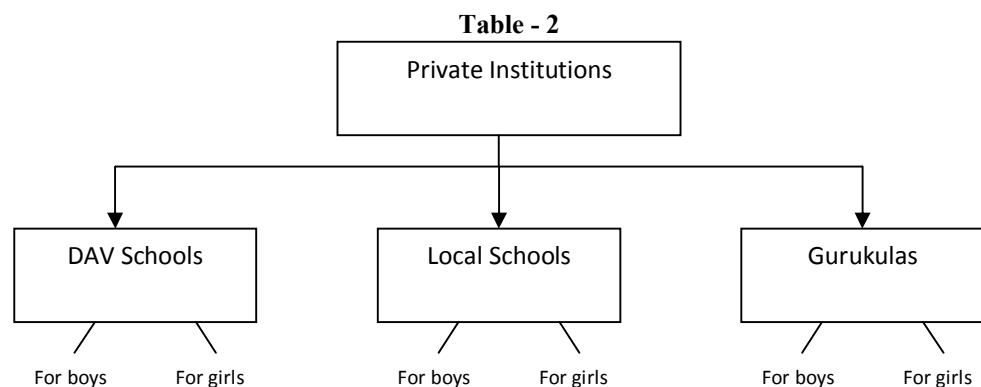 Table - 2
Private Institutions
DAV Schools
Local Schools
Gurukulas
For boys
For girls
For boys
For girls
For boys
For girls